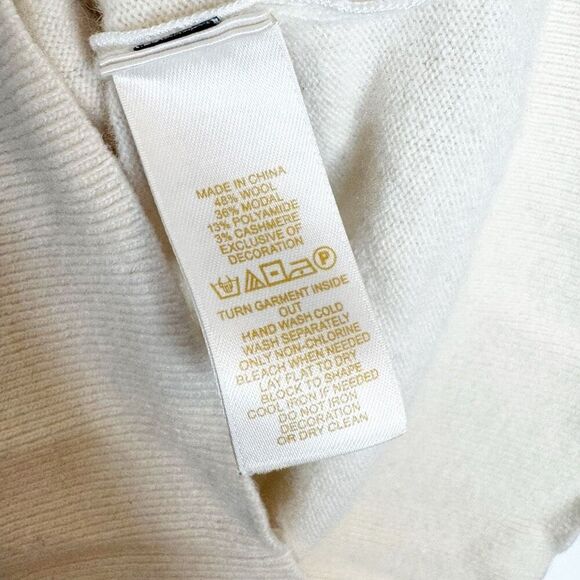 MADE IN CHINA
48% WOOL
36% MODAL
13% POLYAMIDE
3% CASHMERE
EXCLUSIVE OF
DECORATION
P
TURN GARMENT INSIDE
OUT
HAND WASH COLD
WASH SEPARATELY
ONLY NON-CHLORINE
BLEACH WHEN NEEDED
LAY FLAT TO DRY
BLOCK TO SHAPE
COOL IRON IF NEEDED
DO NOT IRON
DECORATION
OR DRY CLEAN